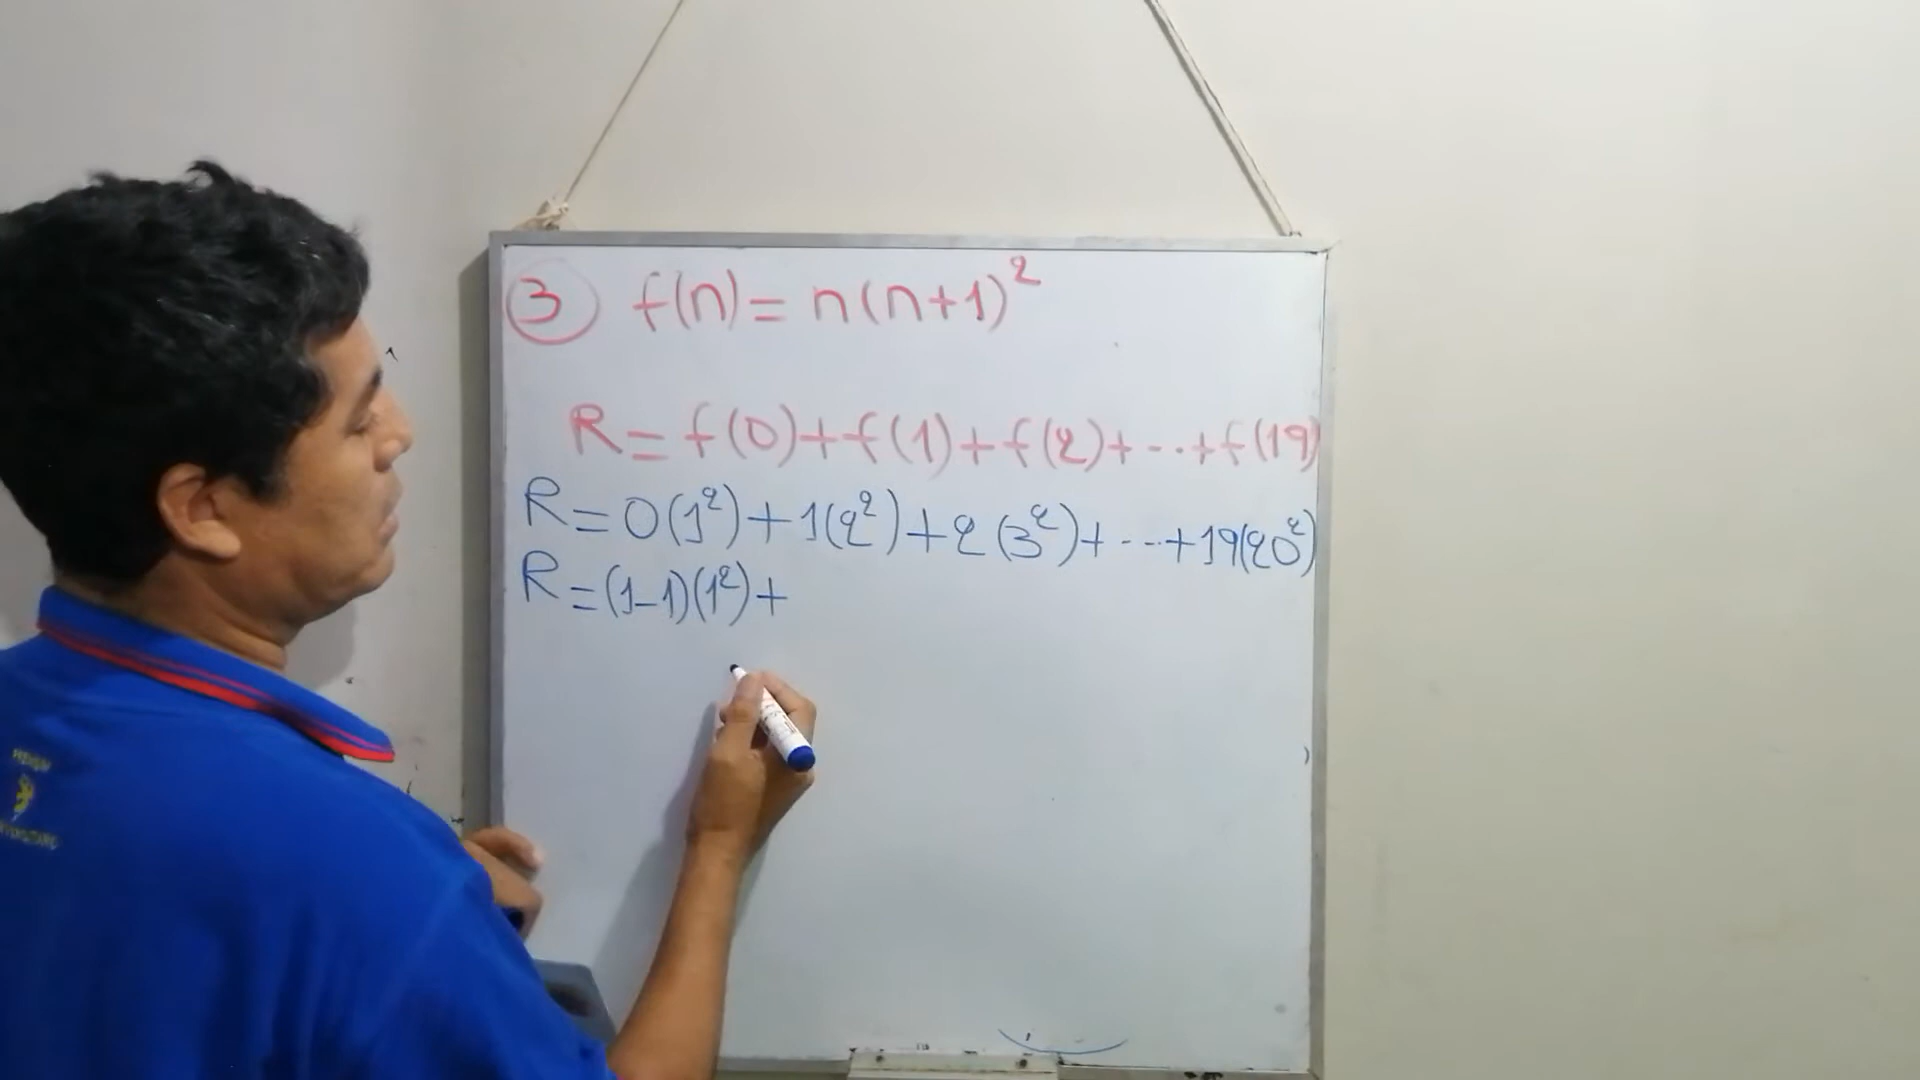 3 f(n) = n(n+1)²
R = f(0) + f(1) + f(2) + ... + f(19)
R = 0(1²) + 1(2²) + 2(3²) + ... + 19(20²)
R = (1-1)(1²) +